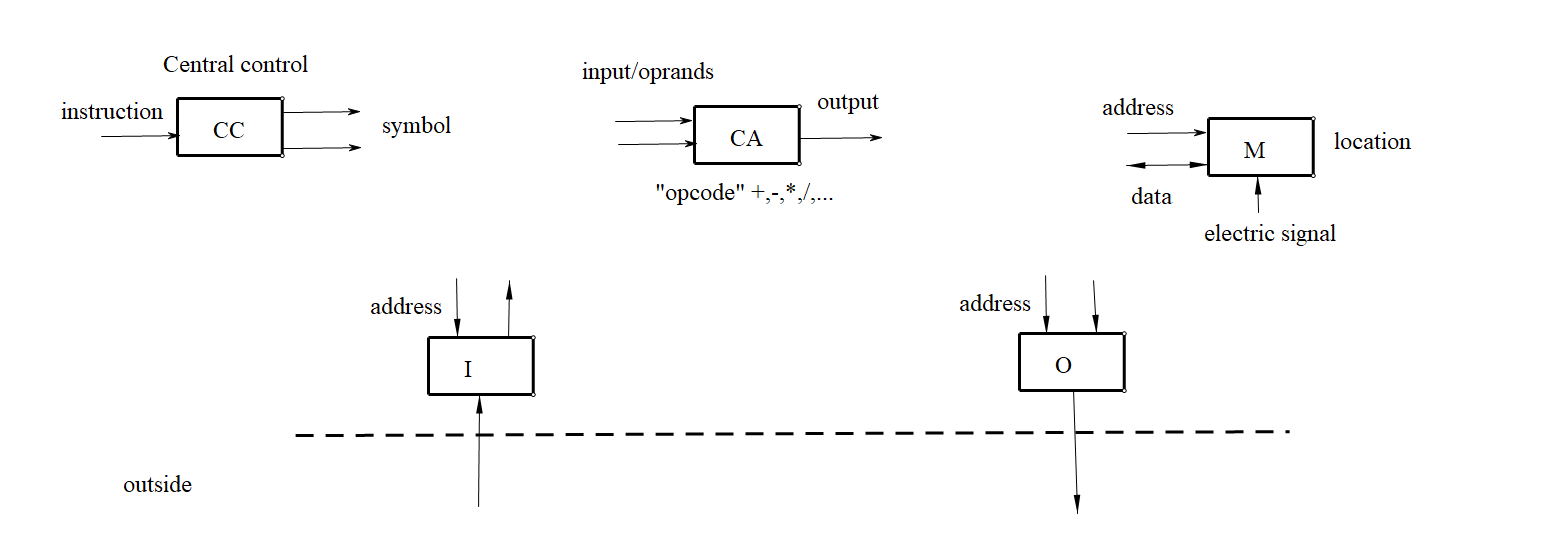 Central control
instruction
CC
symbol
input/oprands
CA
output
"opcode" +,-,*,/,...
address
M
location
data
electric signal
address
I
address
O
outside